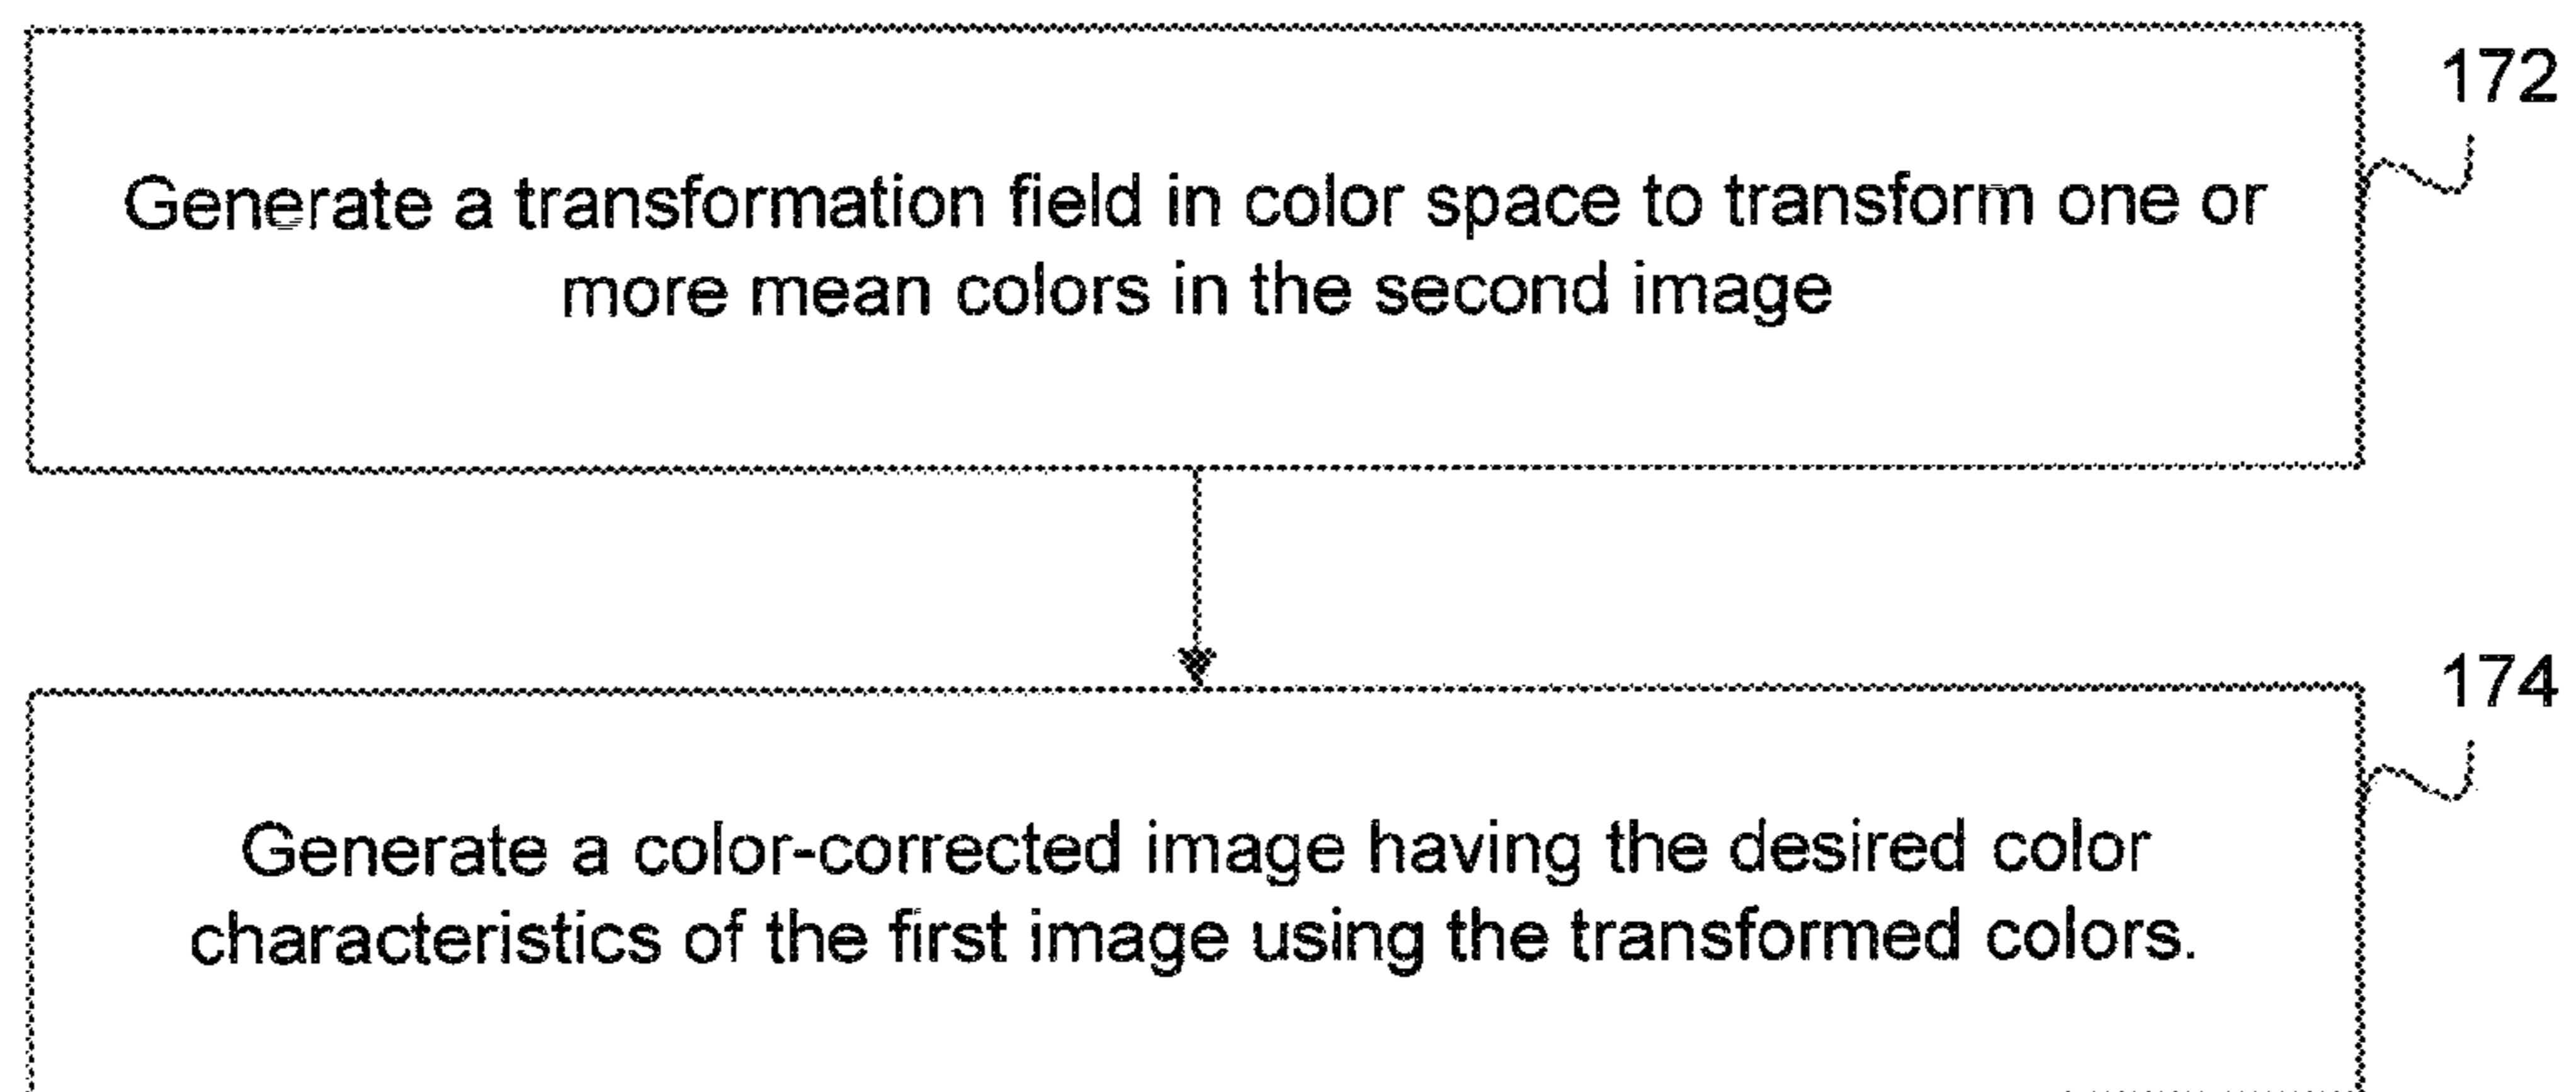 172
Generate a transformation field in color space to transform one or
more mean colors in the second image
174
Generate a color-corrected image having the desired color
characteristics of the first image using the transformed colors.